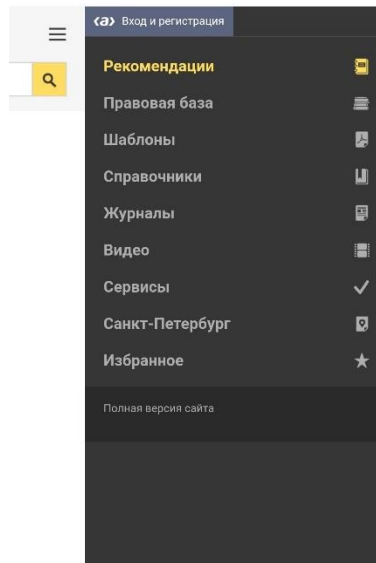 ‹a› Вход и регистрация
Рекомендации
Правовая база
Шаблоны
Справочники
Журналы
Видео
Сервисы
Санкт-Петербург
Избранное
Полная версия сайта